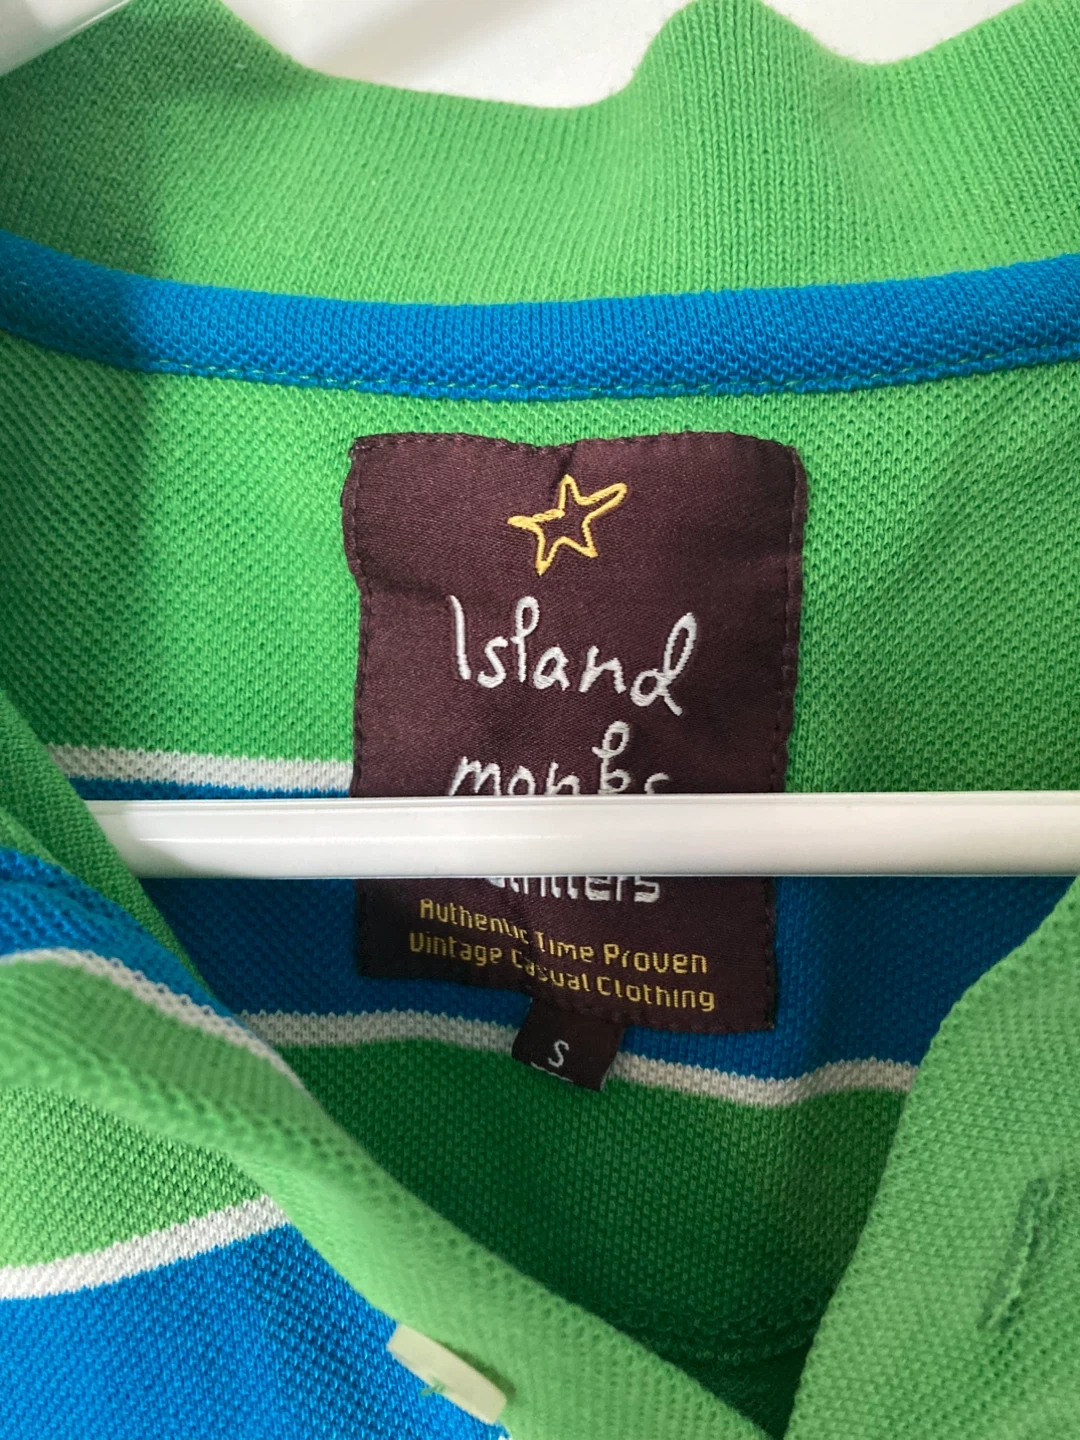 Island
monks
Authentic Time Proven
Vintage Casual Clothing
S